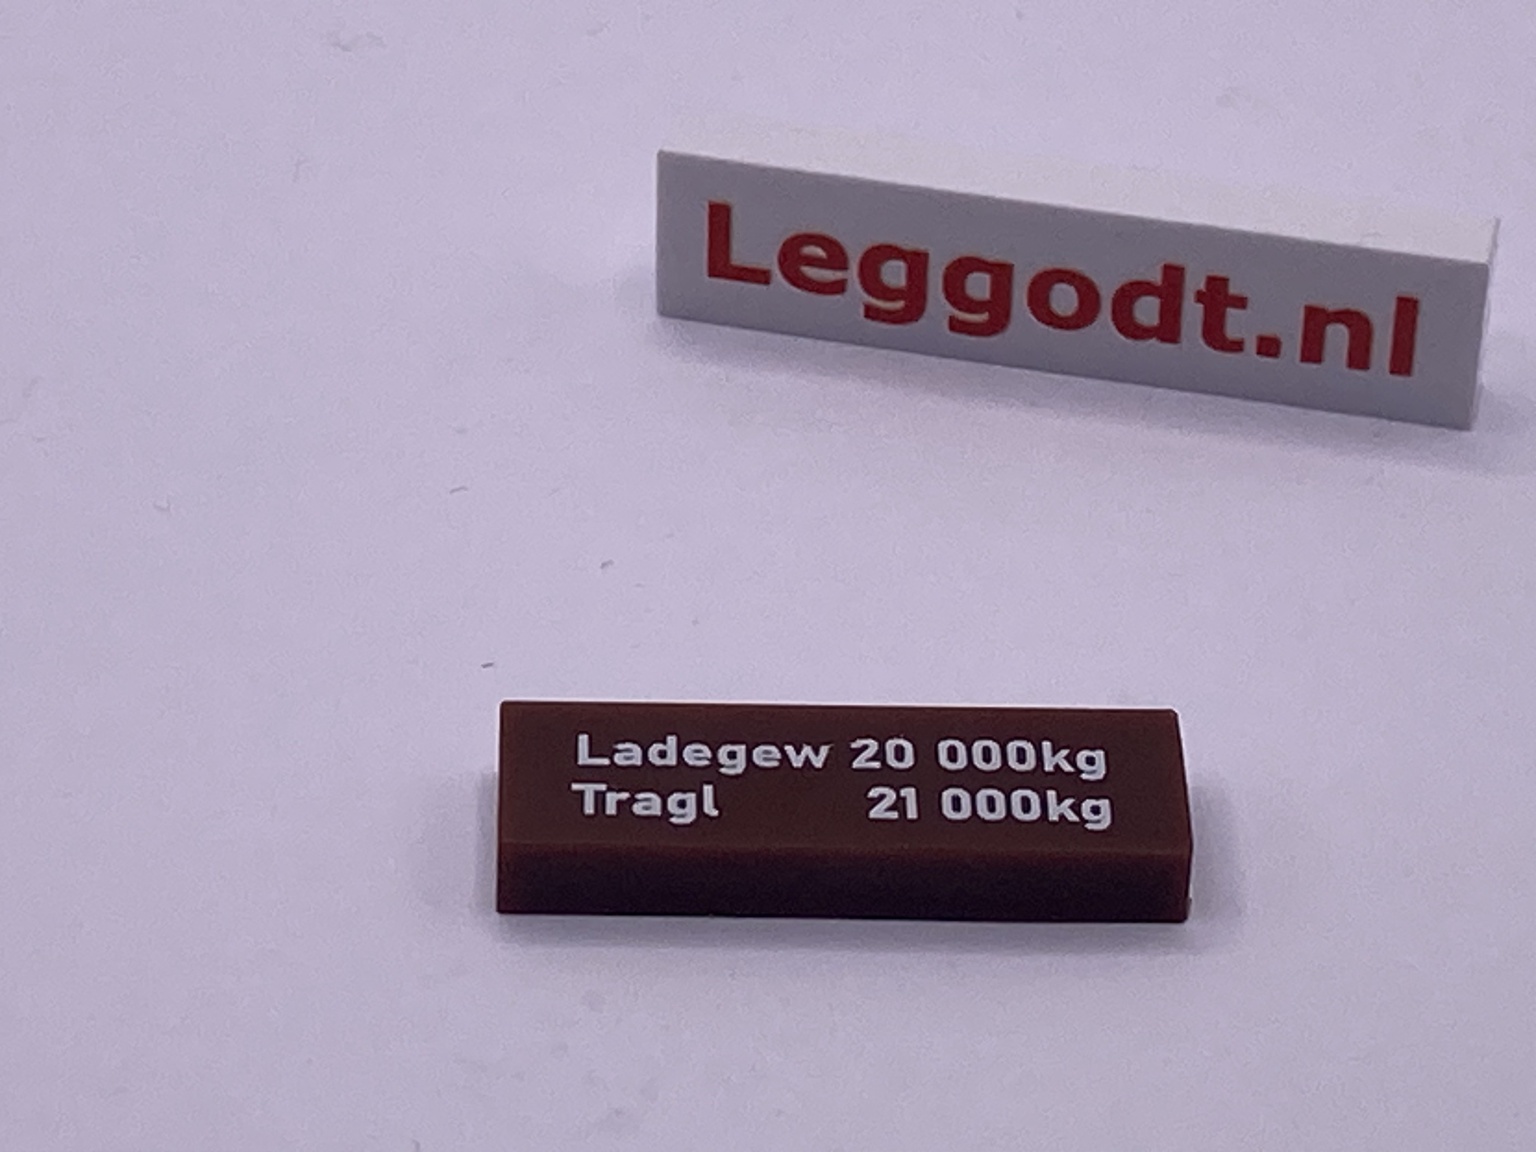 Leggodt.nl
Ladegew 20 000kg
Tragl 21 000kg